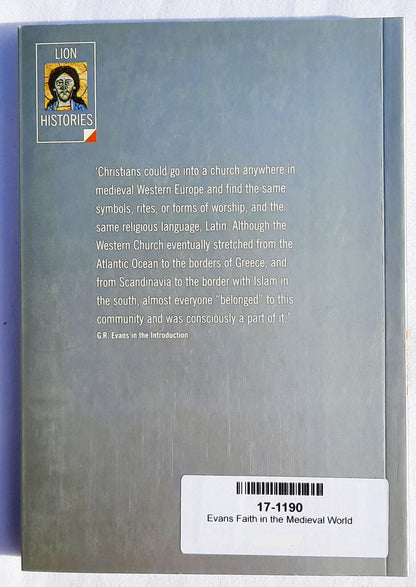 LION
HISTORIES
'Christians could go into a church anywhere in
medieval Western Europe and find the same
symbols, rites, or forms of worship, and the
same religious language, Latin. Although the
Western Church eventually stretched from the
Atlantic Ocean to the borders of Greece, and
from Scandinavia to the border with Islam in
the south, almost everyone "belonged" to this
community and was consciously a part of it.'
G.R. Evans in the Introduction
17-1190
Evans Faith in the Medieval World